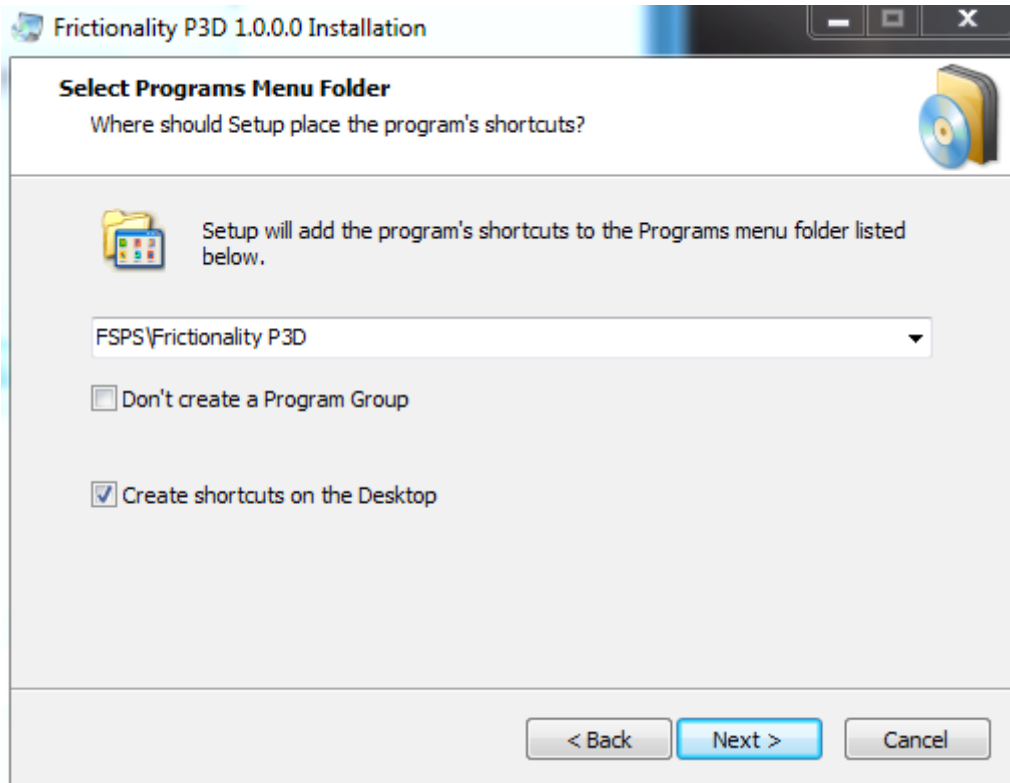 Frictionality P3D 1.0.0.0 Installation
Select Programs Menu Folder
Where should Setup place the program's shortcuts?
Setup will add the program's shortcuts to the Programs menu folder listed
below.
FSPS\Frictionality P3D
Don't create a Program Group
Create shortcuts on the Desktop
< Back
Next >
Cancel